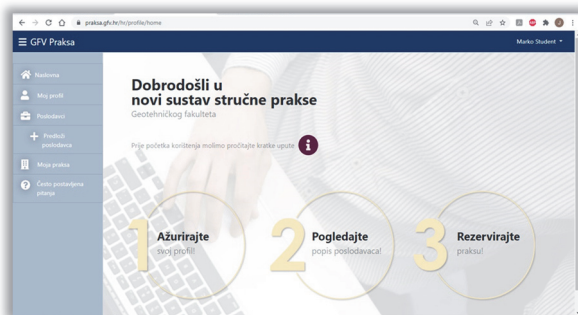 praksa.gfv.hr/hr/profile/home
GFV Praksa
Marko Student
Naslovna
Moj profil
Poslodavci
Predloži
poslodavca
Moja praksa
Često postavljena
pitanja
Dobrodošli u
novi sustav stručne prakse
Geotehničkog fakulteta
Prije početka korištenja molimo pročitajte kratke upute
1 Ažurirajte
svoj profil!
2 Pogledajte
popis poslodavaca!
3 Rezervirajte
praksu!